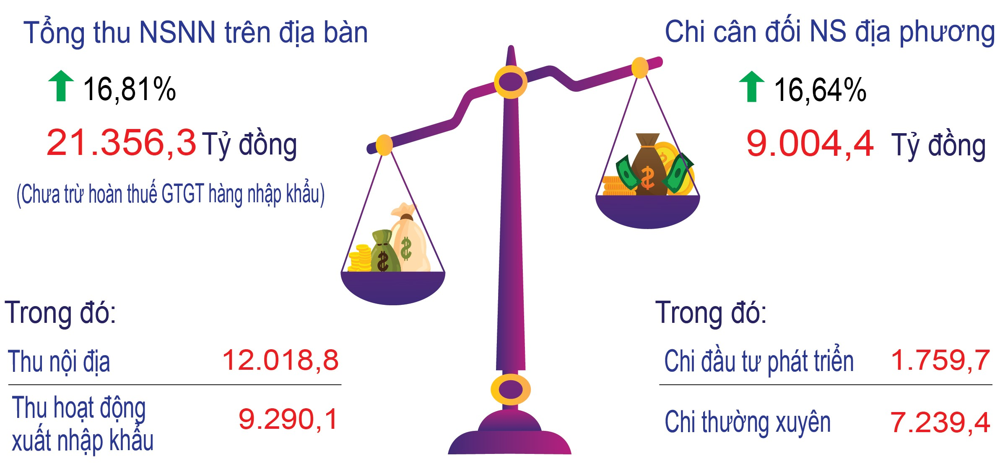 Tổng thu NSNN trên địa bàn
16,81%
21.356,3 Tỷ đồng
(Chưa trừ hoàn thuế GTGT hàng nhập khẩu)
Trong đó:
Thu nội địa 12.018,8
Thu hoạt động
xuất nhập khẩu 9.290,1
Chi cân đối NS địa phương
16,64%
9.004,4 Tỷ đồng
Trong đó:
Chi đầu tư phát triển 1.759,7
Chi thường xuyên 7.239,4